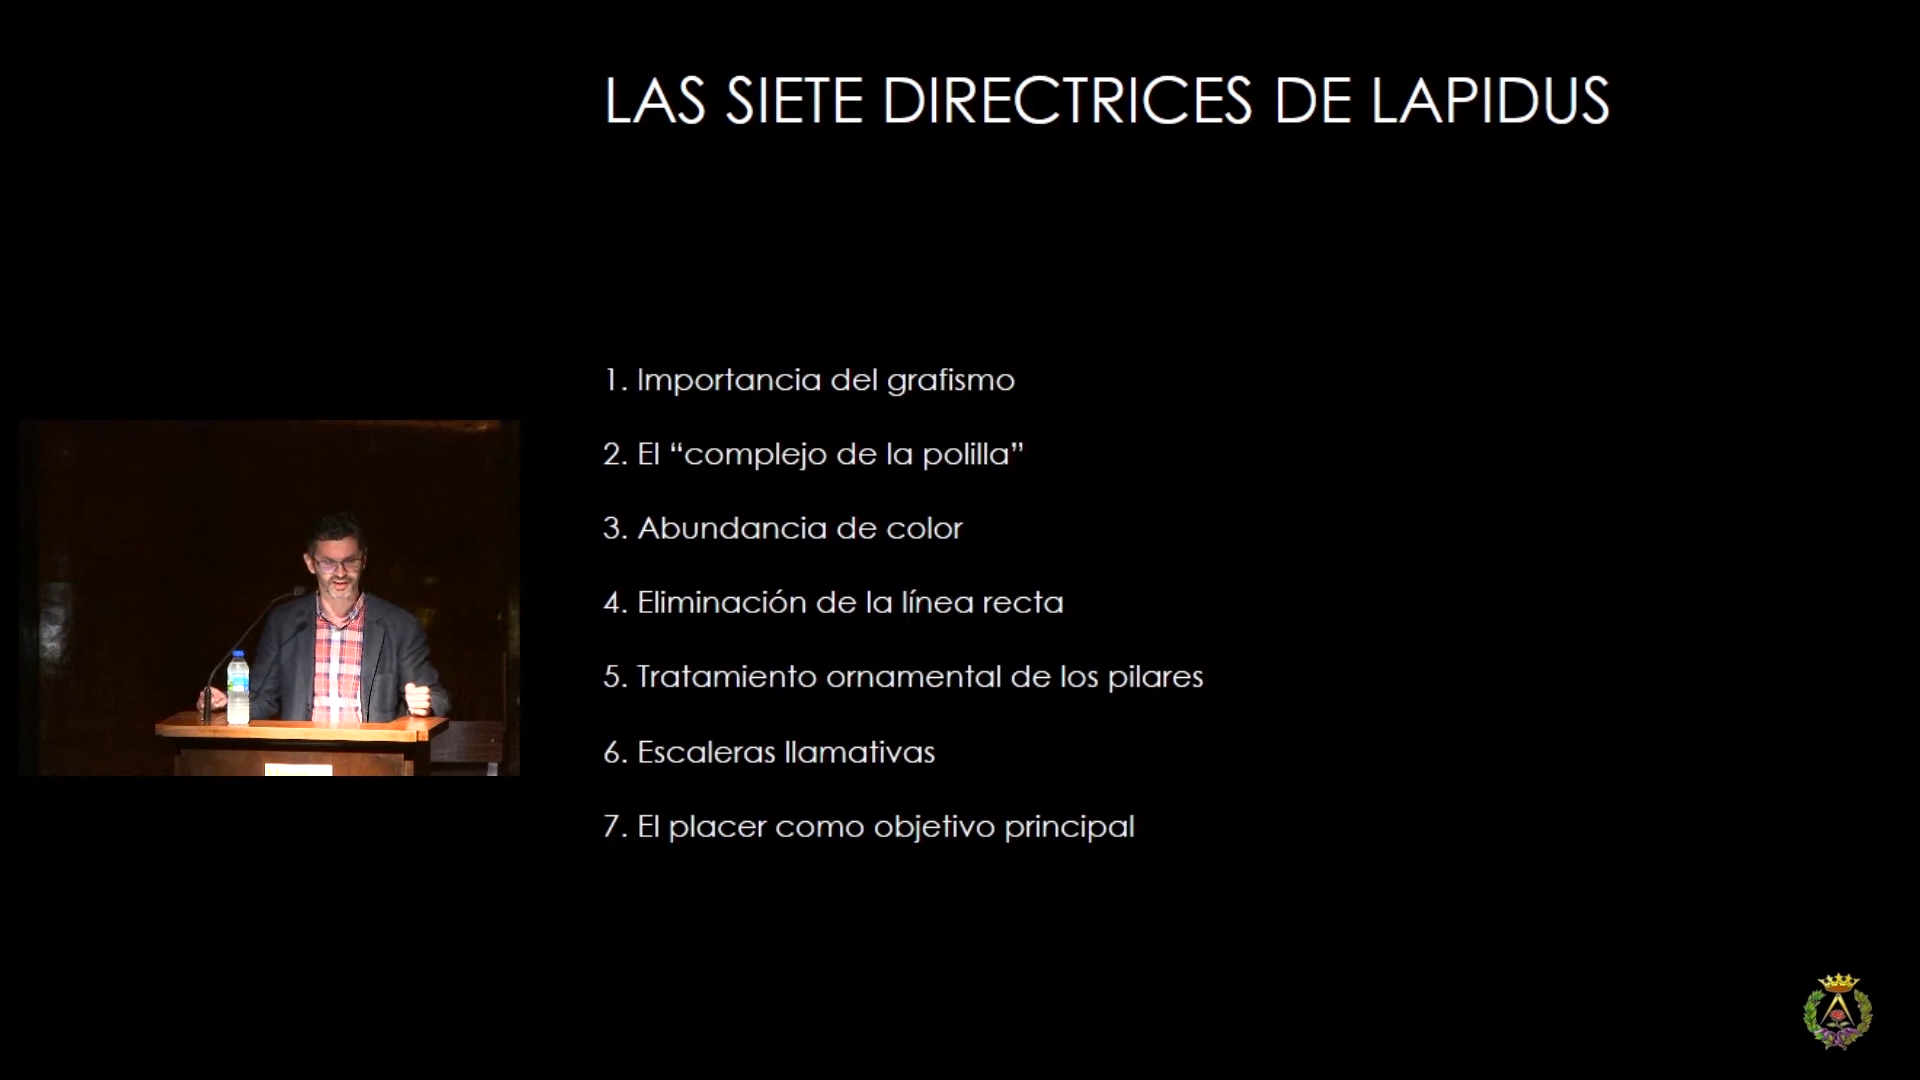 LAS SIETE DIRECTRICES DE LAPIDUS
1. Importancia del grafismo
2. El “complejo de la polilla”
3. Abundancia de color
4. Eliminación de la línea recta
5. Tratamiento ornamental de los pilares
6. Escaleras llamativas
7. El placer como objetivo principal